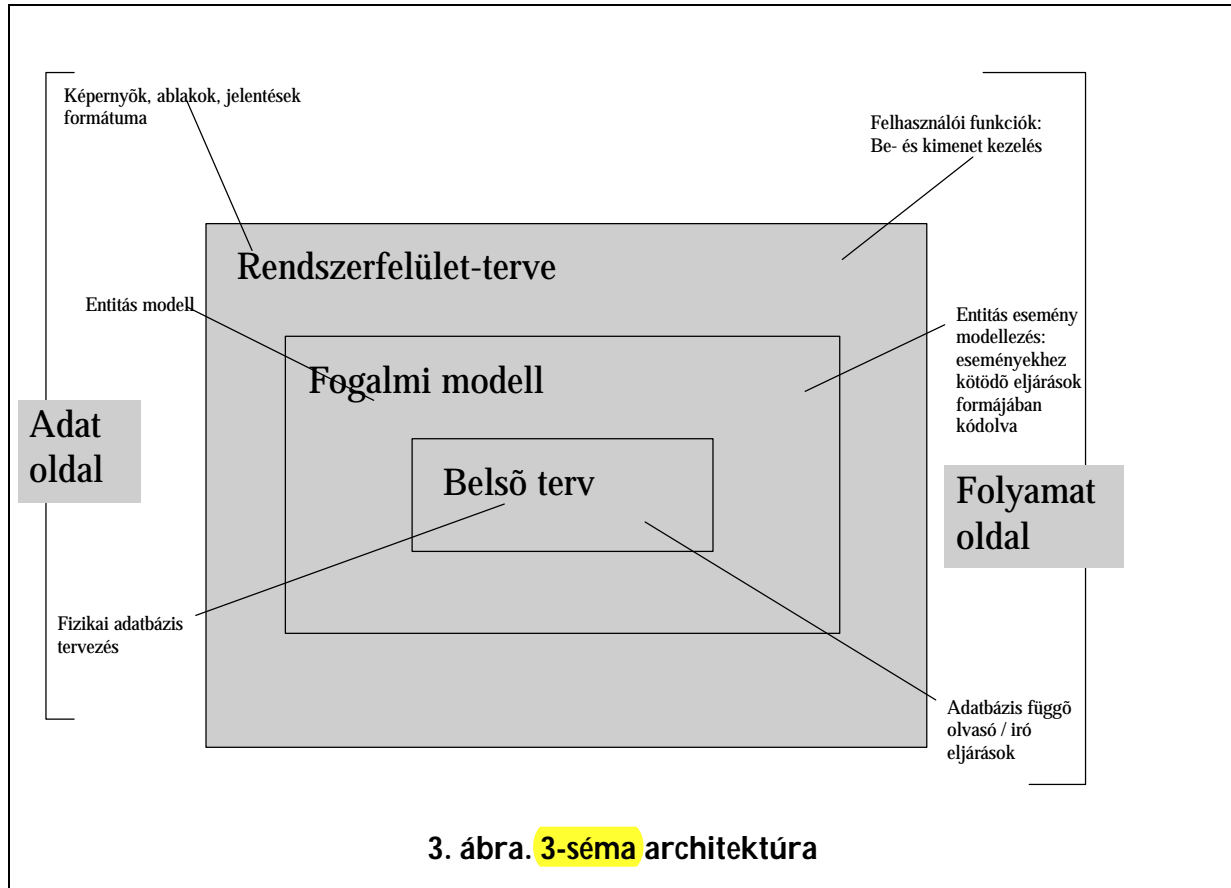 Képernyõk, ablakok, jelentések
formátuma
Felhasználói funkciók:
Be- és kimenet kezelés
Rendszerfelület-terve
Entitás modell
Entitás esemény
modellezés:
eseményekhez
kötödõ eljárások
formájában
kódolva
Fogalmi modell
Adat
oldal
Belsõ terv
Folyamat
oldal
Fizikai adatbázis
tervezés
Adatbázis függõ
olvasó / iró
eljárások
3. ábra. 3-séma architektúra